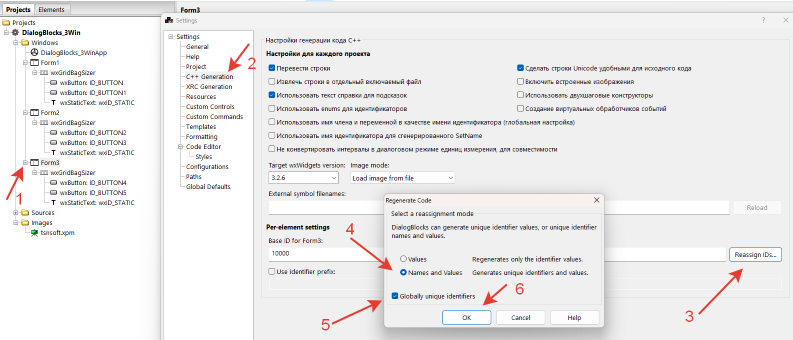 Projects
Elements
Projects
DialogBlocks_3Win
Windows
DialogBlocks_3WinApp
Form1
wxGridBagSizer
wxButton: ID_BUTTON
wxButton: ID_BUTTON1
wxStaticText: wxID_STATIC
Form2
wxGridBagSizer
wxButton: ID_BUTTON2
wxButton: ID_BUTTON3
wxStaticText: wxID_STATIC
Form3
wxGridBagSizer
wxButton: ID_BUTTON4
wxButton: ID_BUTTON5
wxStaticText: wxID_STATIC
Sources
Images
tsnsoft.xpm
1
Form3
Settings
?
Settings
General
Help
Project
C++ Generation
XRC Generation
Resources
Custom Controls
Custom Commands
Templates
Formatting
Code Editor
Styles
Configurations
Paths
Global Defaults
2
Настройки генерации кода C++
Настройки для каждого проекта
Перевести строки
Сделать строки Unicode удобными для исходного кода
Извлечь строки в отдельный включаемый файл
Включить встроенные изображения
Использовать текст справки для подсказок
Использовать двухшаговые конструкторы
Использовать enums для идентификаторов
Создание виртуальных обработчиков событий
Использовать имя члена и переменной в качестве имени идентификатора (глобальная настройка)
Использовать имя идентификатора для сгенерированного SetName
Не конвертировать интервалы в диалоговом режиме единиц измерения, для совместимости
Target wxWidgets version:
Image mode:
3.2.6
Load image from file
External symbol filenames:
Reload
Per-element settings
Base ID for Form3:
10000
Reassign IDs...
Use identifier prefix:
3
Regenerate Code
Select a reassignment mode
DialogBlocks can generate unique identifier values, or unique identifier
names and values.
Values
Regenerates only the identifier values.
Names and Values
Generates unique identifiers and values.
Globally unique identifiers
OK
Cancel
Help
4
5
6